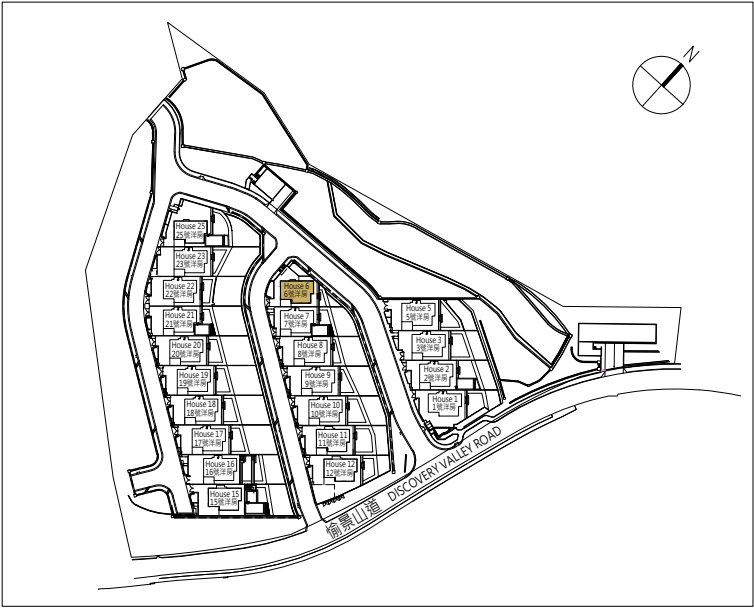 N
House 25
25號洋房
House 23
23號洋房
House 22
22號洋房
House 21
21號洋房
House 20
20號洋房
House 19
19號洋房
House 18
18號洋房
House 17
17號洋房
House 16
16號洋房
House 15
15號洋房
House 6
6號洋房
House 7
7號洋房
House 8
8號洋房
House 9
9號洋房
House 10
10號洋房
House 11
11號洋房
House 12
12號洋房
House 5
5號洋房
House 3
3號洋房
House 2
2號洋房
House 1
1號洋房
愉景山道 DISCOVERY VALLEY ROAD